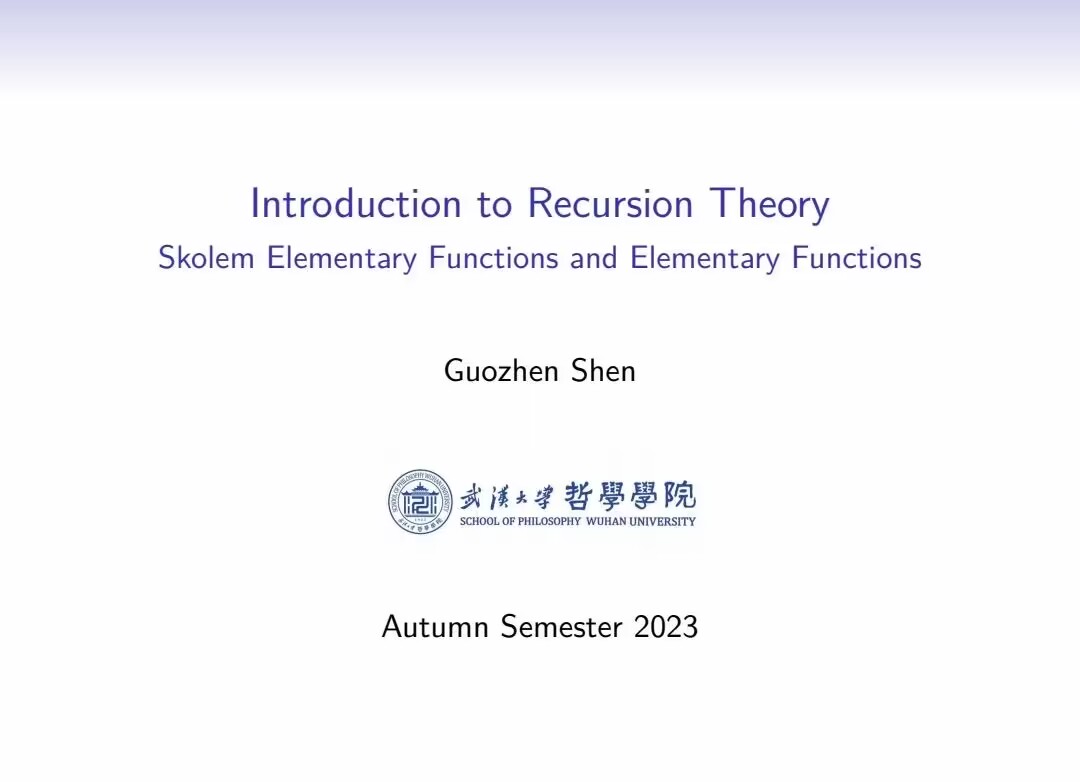 Introduction to Recursion Theory
Skolem Elementary Functions and Elementary Functions
Guozhen Shen
武漢大學 哲學學院
SCHOOL OF PHILOSOPHY WUHAN UNIVERSITY
Autumn Semester 2023